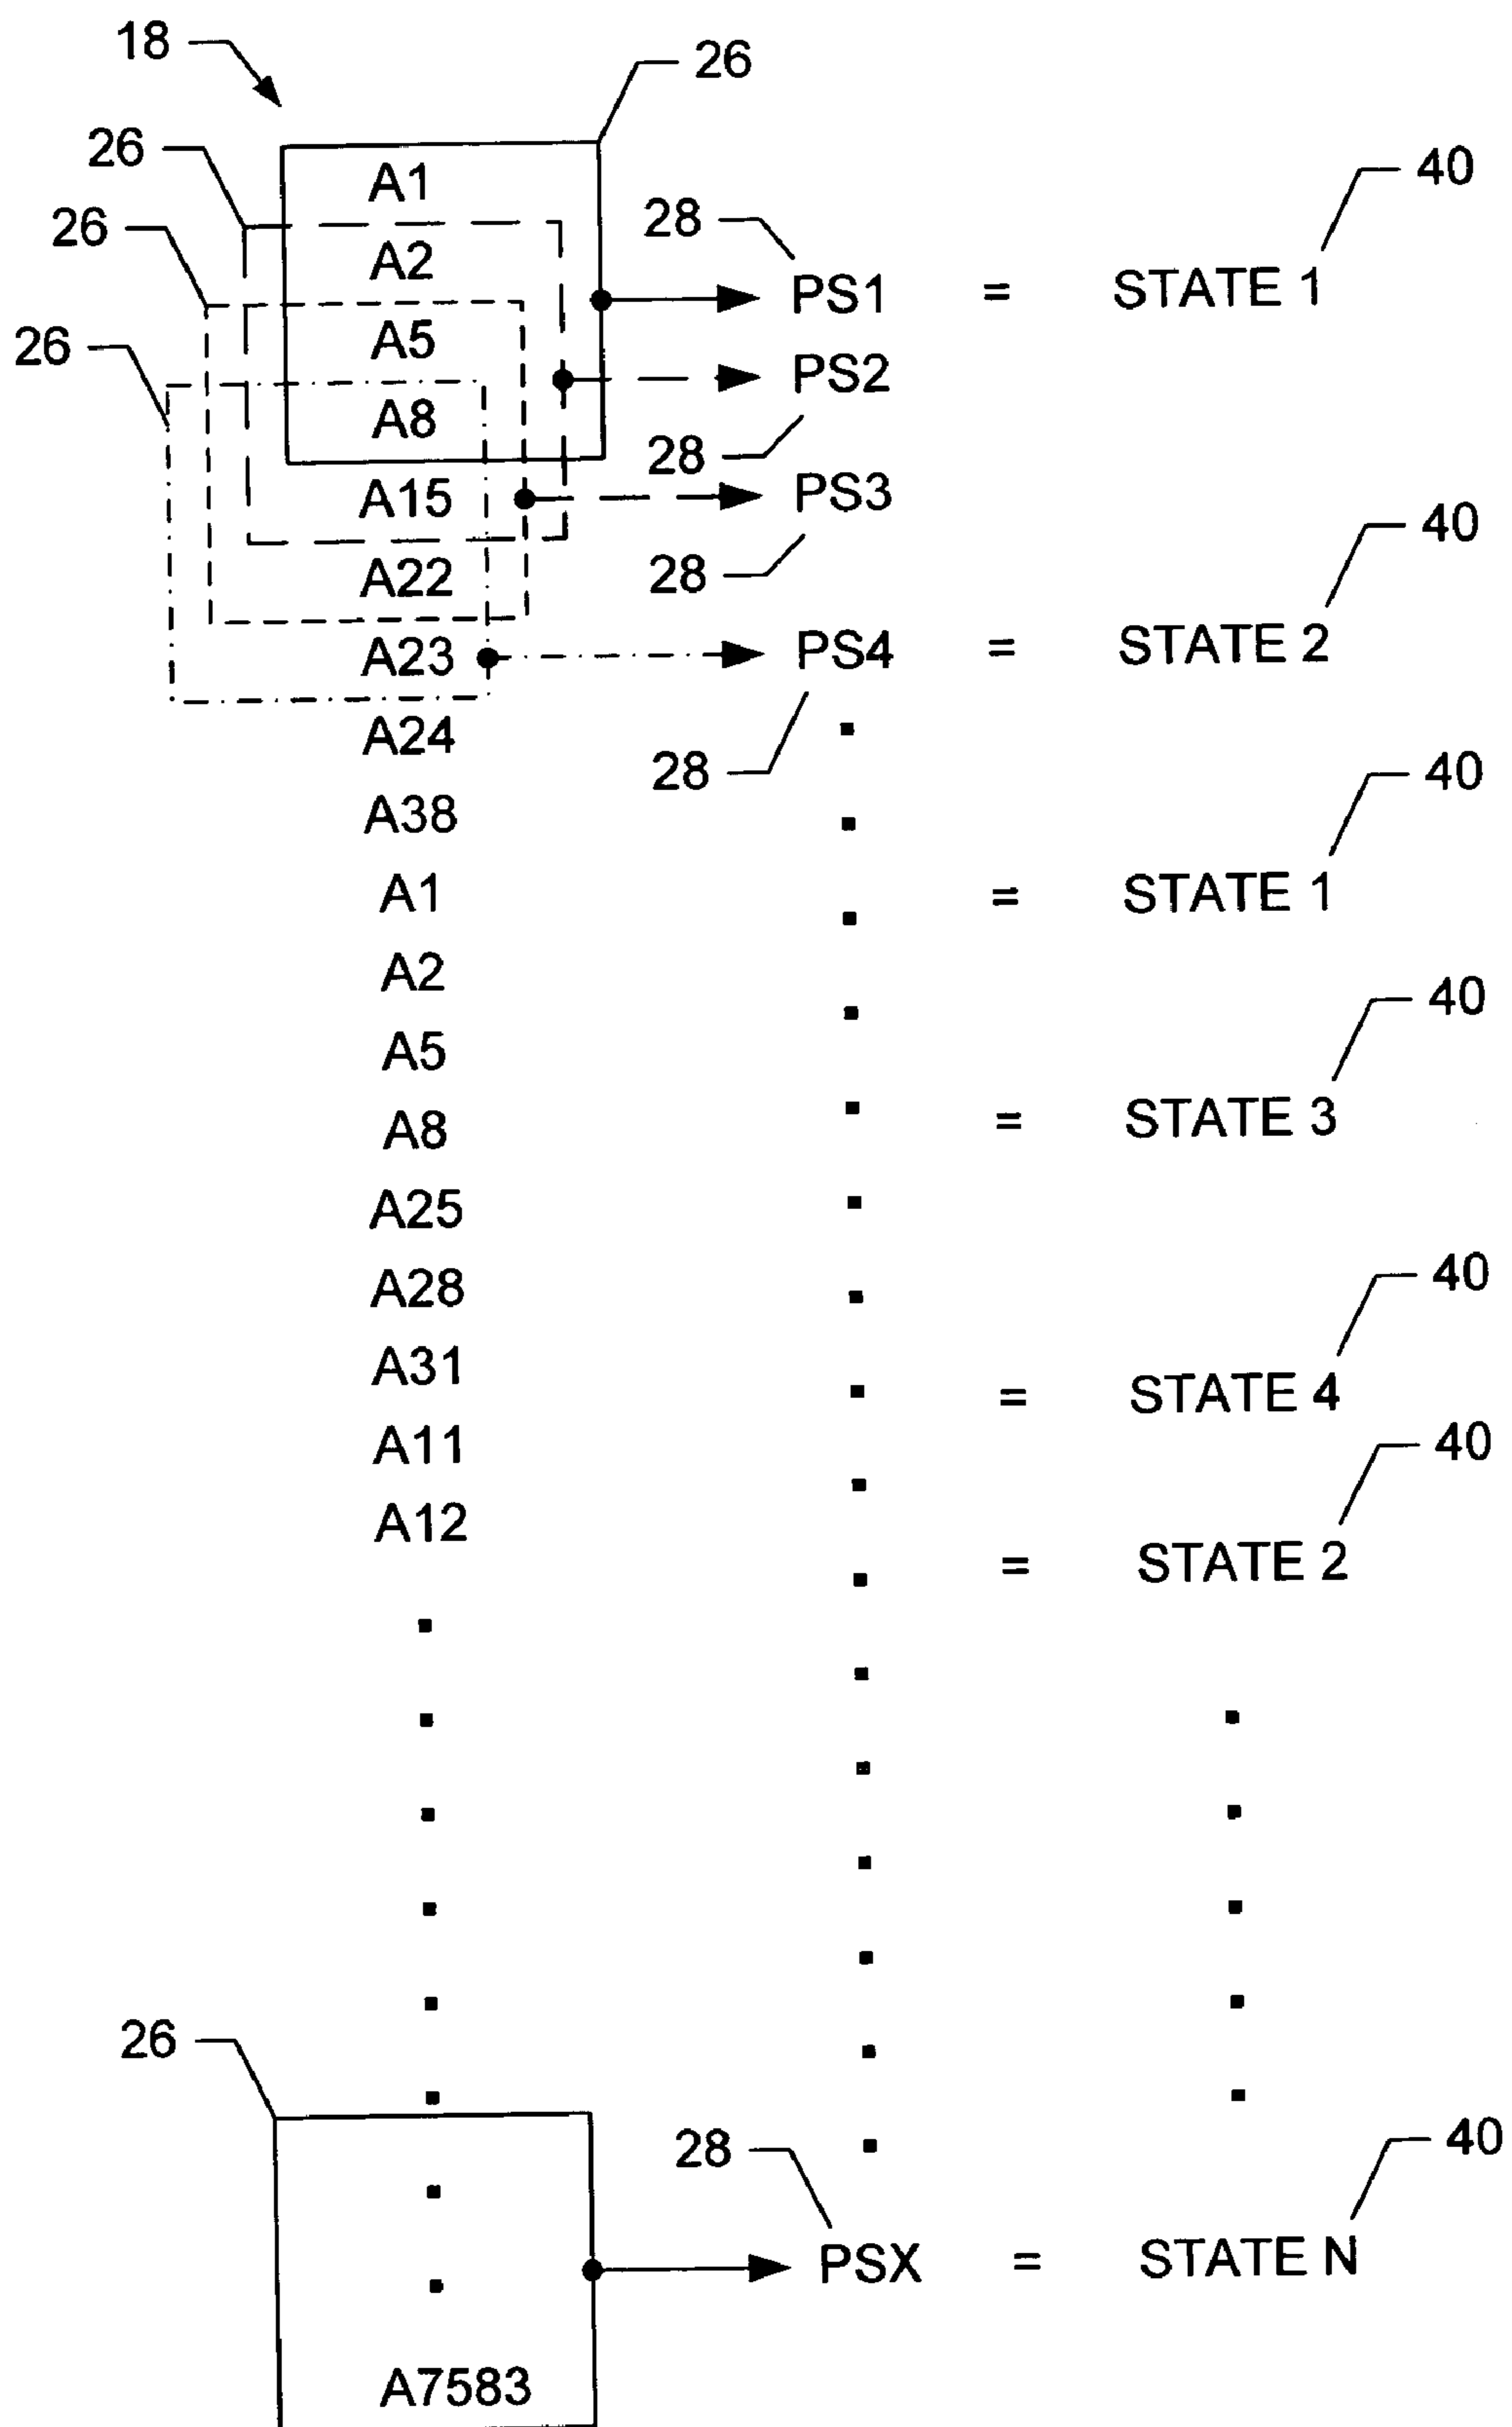 18
26
26
A1
40
26
A2
28
PS1 = STATE 1
26
A5
PS2
A8
28
A15
PS3
40
A22
28
A23
PS4 = STATE 2
A24
28
40
A38
A1
= STATE 1
A2
40
A5
A8
= STATE 3
A25
A28
40
A31
= STATE 4
A11
40
A12
= STATE 2
26
28
40
PSX = STATE N
A7583